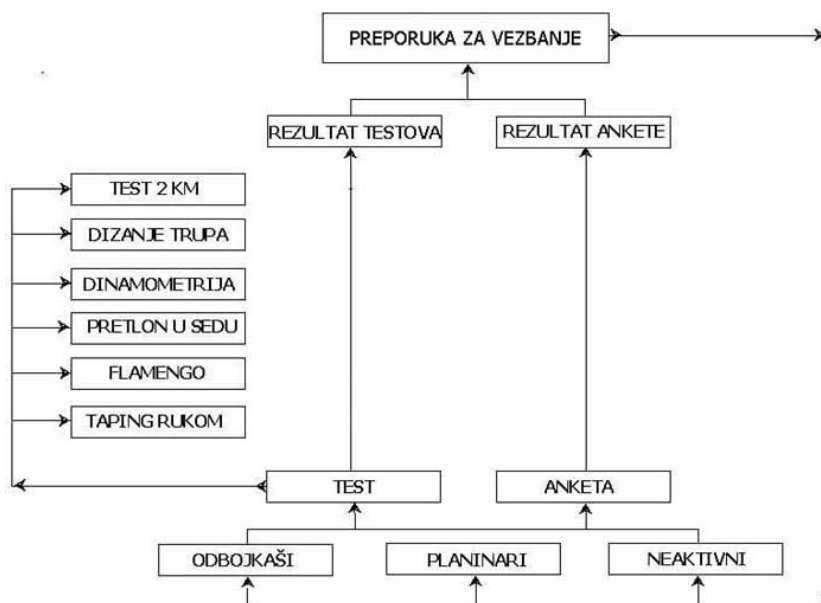 PREPORUKA ZA VEZBANJE
REZULTAT TESTOVA
REZULTAT ANKETE
TEST 2 KM
DIZANJE TRUPA
DINAMOMETRIJA
PRETLON U SEDU
FLAMENGO
TAPING RUKOM
TEST
ANKETA
ODBOJKAŠI
PLANINARI
NEAKTIVNI